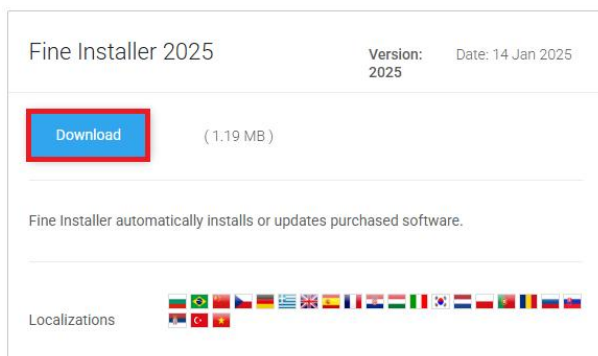 Fine Installer 2025
Version: 2025
Date: 14 Jan 2025
Download
( 1.19 MB )
Fine Installer automatically installs or updates purchased software.
Localizations